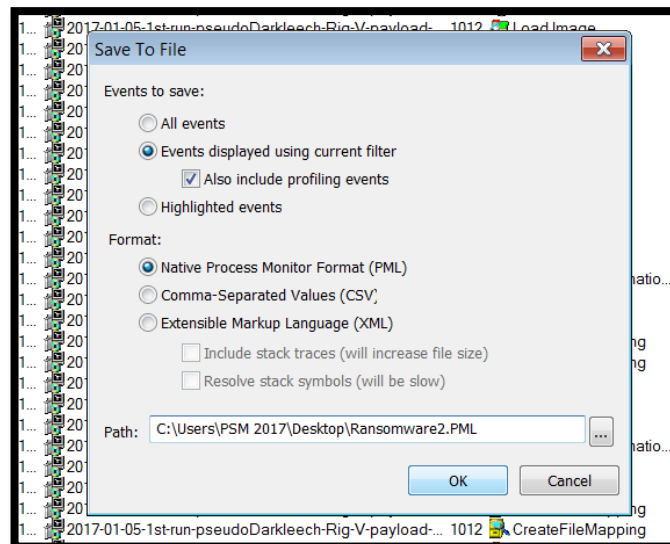 1... 2017-01-05-1st-run-pseudoDarkleech-Rig-V-payload-... 1012 Load Image
Save To File
Events to save:
All events
Events displayed using current filter
Also include profiling events
Highlighted events
Format:
Native Process Monitor Format (PML)
Comma-Separated Values (CSV)
Extensible Markup Language (XML)
Include stack traces (will increase file size)
Resolve stack symbols (will be slow)
Path: C:\Users\PSM 2017\Desktop\Ransomware2.PML ...
OK Cancel
1... 2017-01-05-1st-run-pseudoDarkleech-Rig-V-payload-... 1012 CreateFileMapping